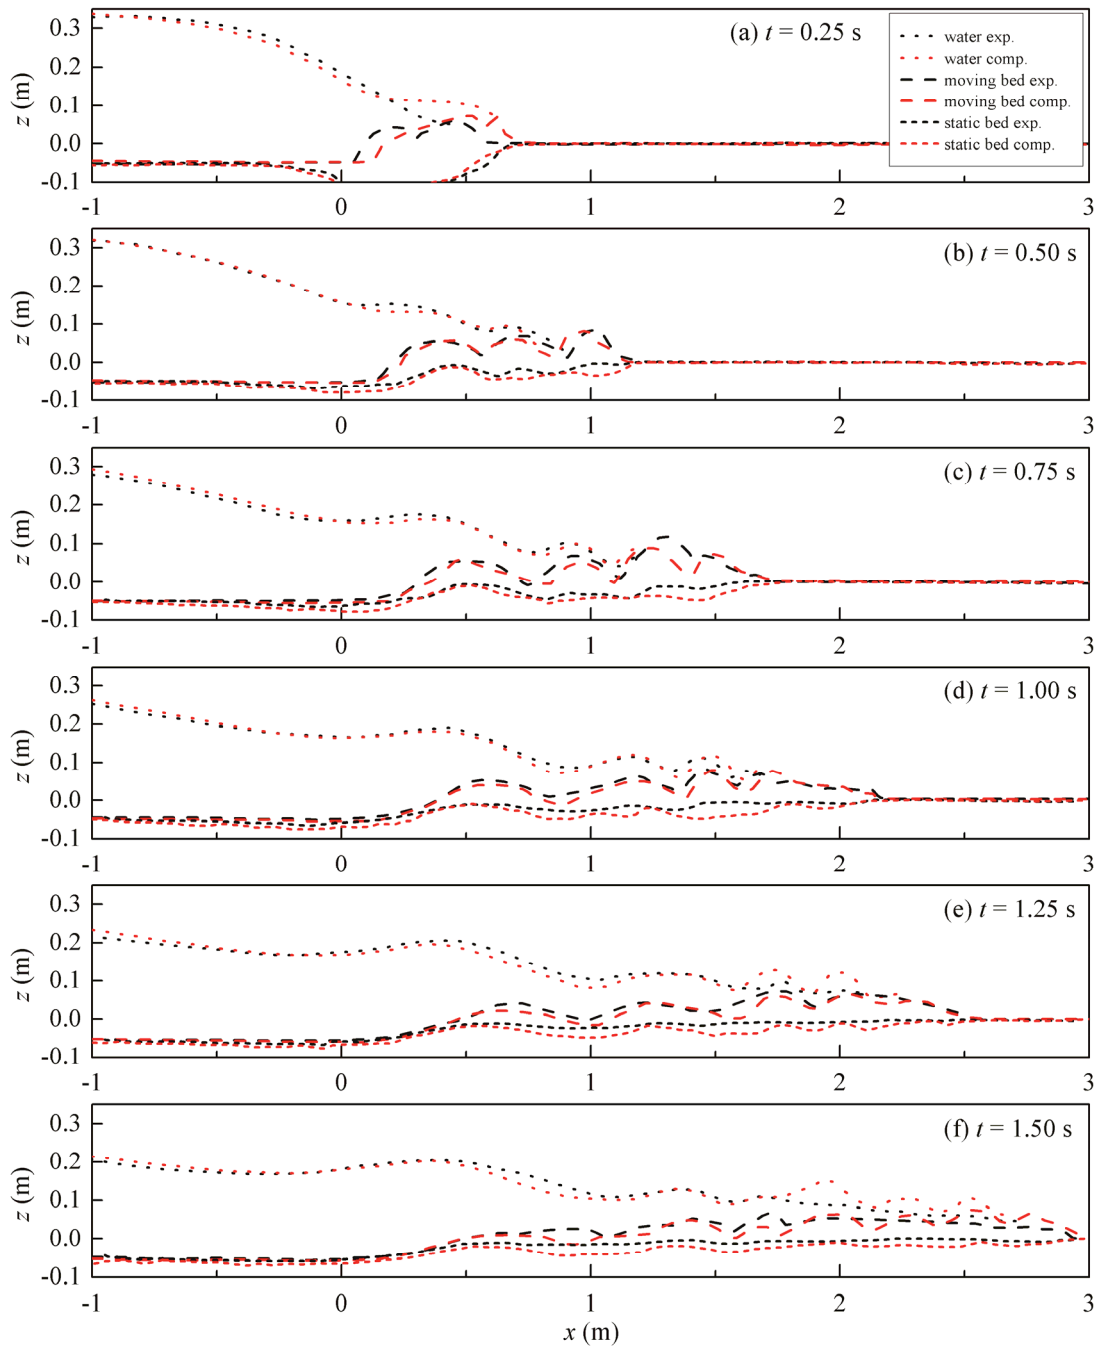 (a) t = 0.25 s
water exp.
water comp.
moving bed exp.
moving bed comp.
static bed exp.
static bed comp.
z (m)
0.3
0.2
0.1
0.0
-0.1
-1 0 1 2 3
(b) t = 0.50 s
z (m)
0.3
0.2
0.1
0.0
-0.1
-1 0 1 2 3
(c) t = 0.75 s
z (m)
0.3
0.2
0.1
0.0
-0.1
-1 0 1 2 3
(d) t = 1.00 s
z (m)
0.3
0.2
0.1
0.0
-0.1
-1 0 1 2 3
(e) t = 1.25 s
z (m)
0.3
0.2
0.1
0.0
-0.1
-1 0 1 2 3
(f) t = 1.50 s
z (m)
0.3
0.2
0.1
0.0
-0.1
-1 0 1 2 3
x (m)